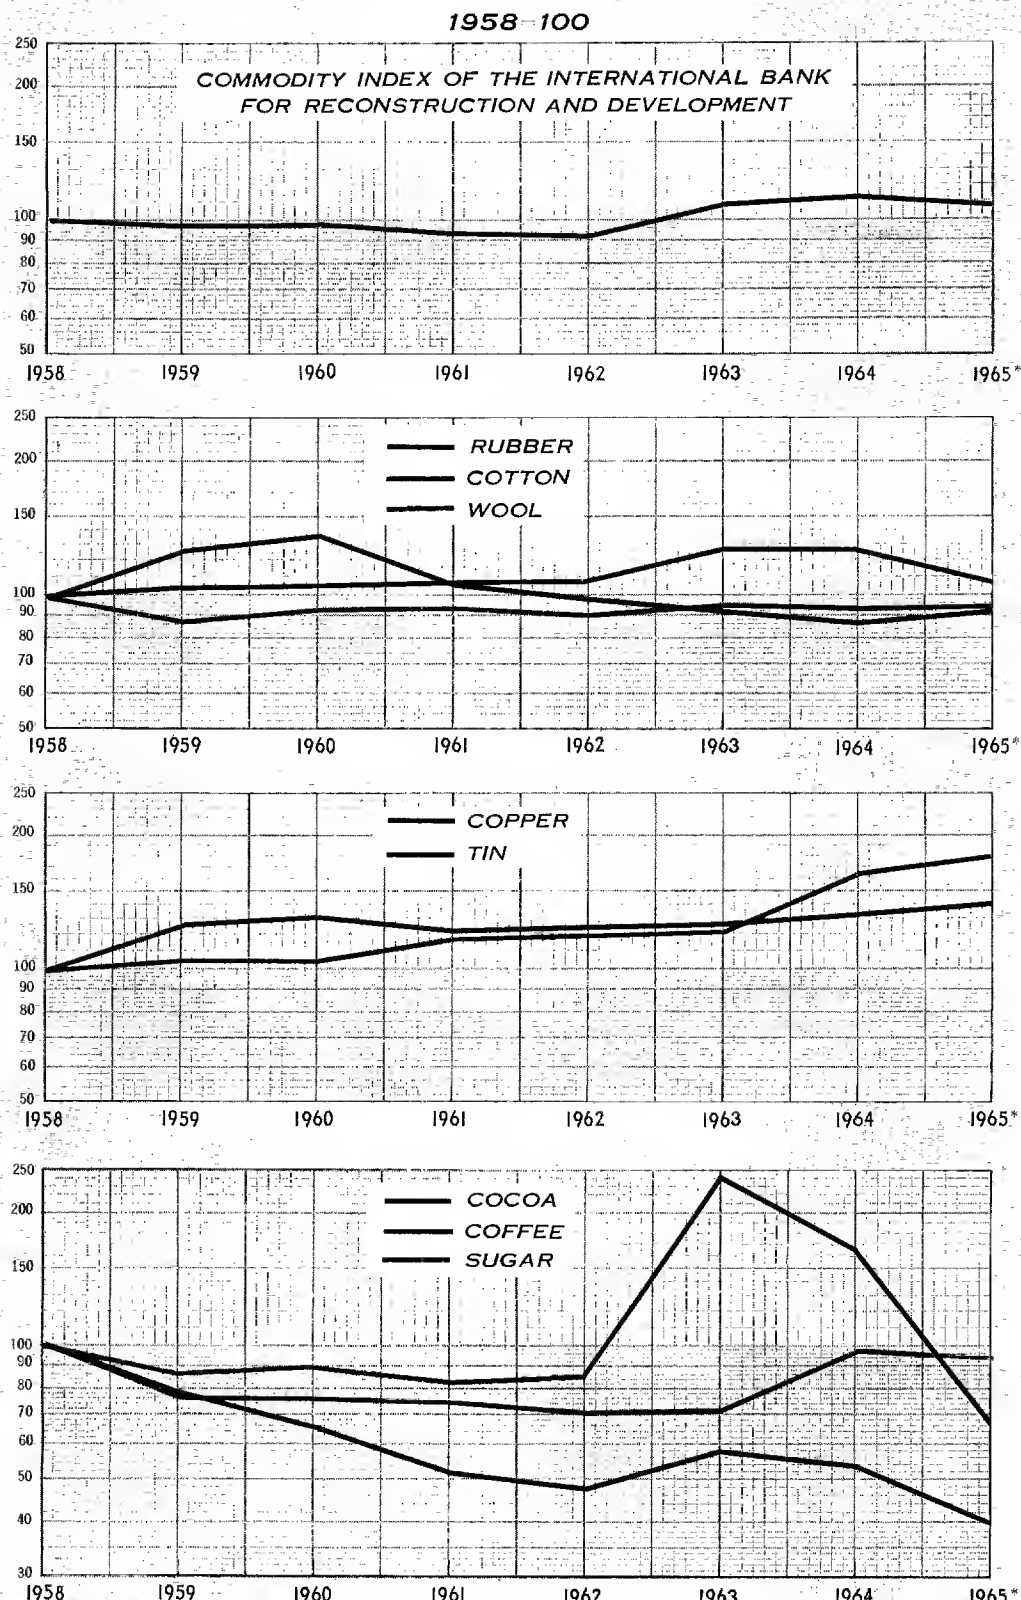 1958=100
COMMODITY INDEX OF THE INTERNATIONAL BANK
FOR RECONSTRUCTION AND DEVELOPMENT
250
200
150
100
90
80
70
60
50
1958 1959 1960 1961 1962 1963 1964 1965*
RUBBER
COTTON
WOOL
250
200
150
100
90
80
70
60
50
1958 1959 1960 1961 1962 1963 1964 1965*
COPPER
TIN
250
200
150
100
90
80
70
60
50
1958 1959 1960 1961 1962 1963 1964 1965*
COCOA
COFFEE
SUGAR
250
200
150
100
90
80
70
60
50
40
30
1958 1959 1960 1961 1962 1963 1964 1965*